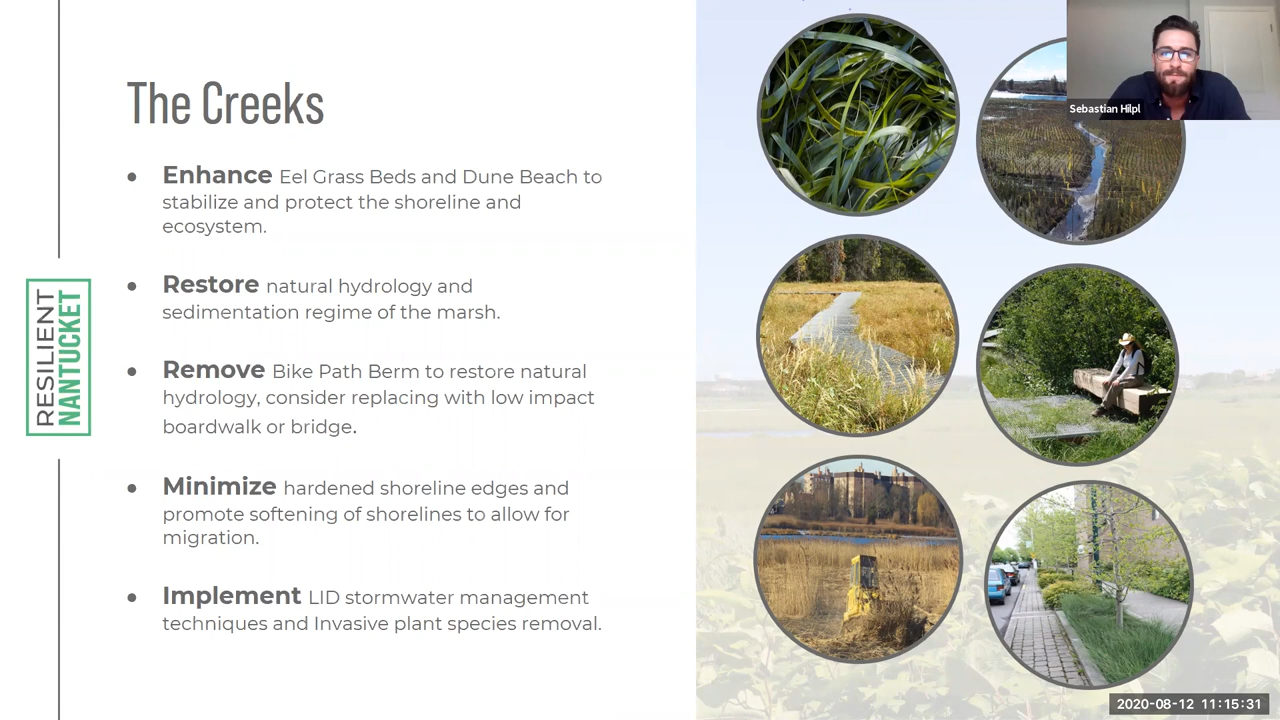 The Creeks
• Enhance Eel Grass Beds and Dune Beach to
stabilize and protect the shoreline and
ecosystem.
• Restore natural hydrology and
sedimentation regime of the marsh.
• Remove Bike Path Berm to restore natural
hydrology, consider replacing with low impact
boardwalk or bridge.
• Minimize hardened shoreline edges and
promote softening of shorelines to allow for
migration.
• Implement LID stormwater management
techniques and Invasive plant species removal.
RESILIENT
NANTUCKET
Sebastian Hilpl
2020-08-12 11:15:31